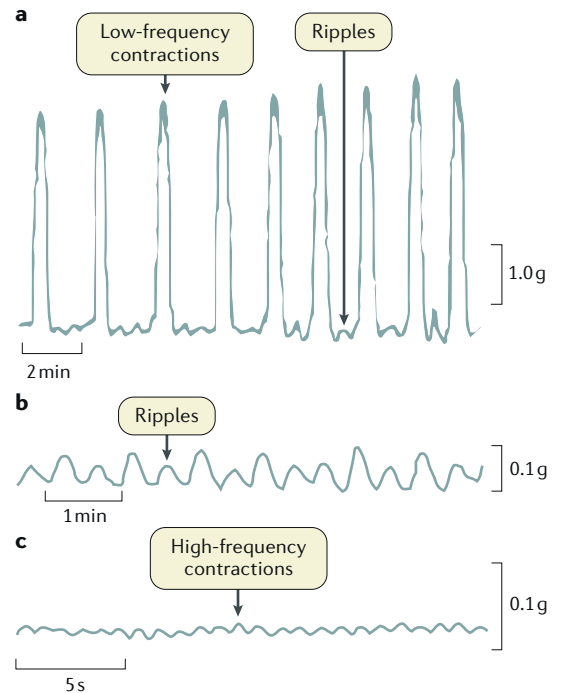 a
Low-frequency
contractions
Ripples
1.0 g
2 min
b
Ripples
0.1 g
1 min
c
High-frequency
contractions
0.1 g
5 s